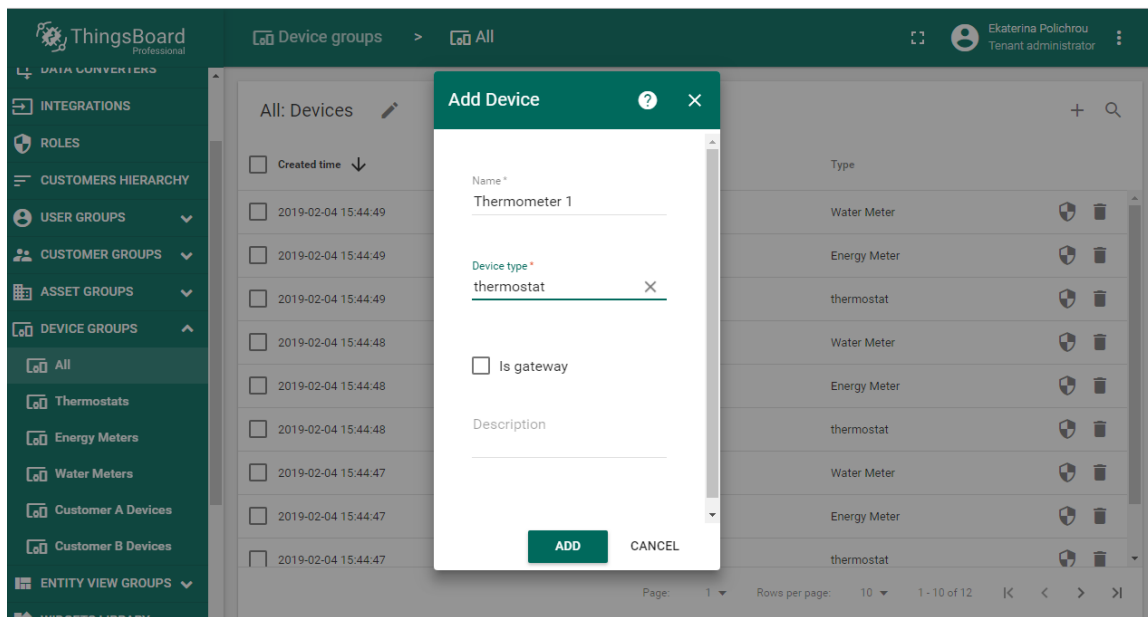 ThingsBoard
Professional
Device groups > All
Ekaterina Polichrou
Tenant administrator
DATA CONVERTERS
INTEGRATIONS
ROLES
CUSTOMERS HIERARCHY
USER GROUPS
CUSTOMER GROUPS
ASSET GROUPS
DEVICE GROUPS
All
Thermostats
Energy Meters
Water Meters
Customer A Devices
Customer B Devices
ENTITY VIEW GROUPS
WIDGETS LIBRARY
All: Devices
Created time Type
2019-02-04 15:44:49 Water Meter
2019-02-04 15:44:49 Energy Meter
2019-02-04 15:44:49 thermostat
2019-02-04 15:44:48 Water Meter
2019-02-04 15:44:48 Energy Meter
2019-02-04 15:44:48 thermostat
2019-02-04 15:44:47 Water Meter
2019-02-04 15:44:47 Energy Meter
2019-02-04 15:44:47 thermostat
Page: 1 Rows per page: 10 1 - 10 of 12
Add Device
Name *
Thermometer 1
Device type *
thermostat
Is gateway
Description
ADD CANCEL